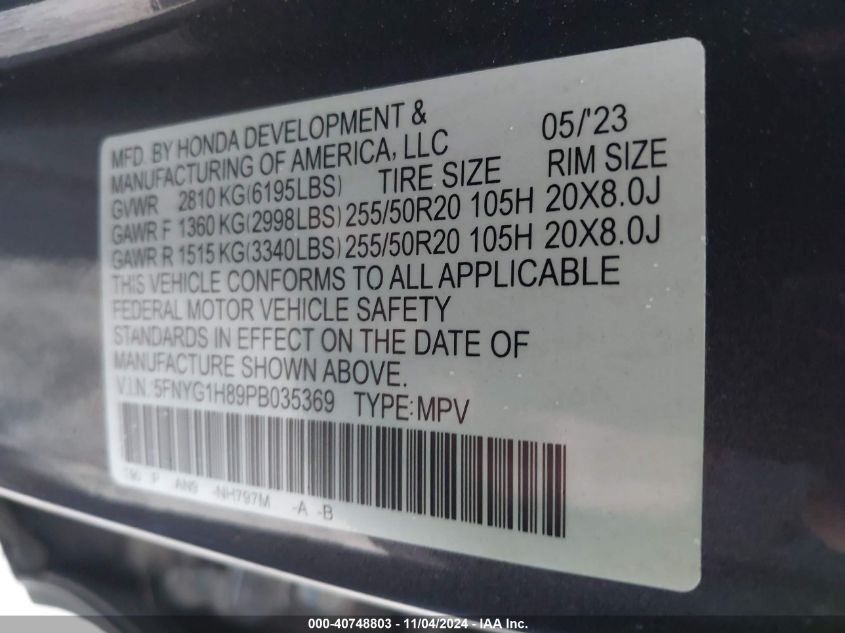 MFD. BY HONDA DEVELOPMENT & 05/'23
MANUFACTURING OF AMERICA, LLC
GVWR 2810 KG(6195LBS) TIRE SIZE RIM SIZE
GAWR F 1360 KG(2998LBS) 255/50R20 105H 20X8.0J
GAWR R 1515 KG(3340LBS) 255/50R20 105H 20X8.0J
THIS VEHICLE CONFORMS TO ALL APPLICABLE
FEDERAL MOTOR VEHICLE SAFETY
STANDARDS IN EFFECT ON THE DATE OF
MANUFACTURE SHOWN ABOVE.
V.I.N.: 5FNYG1H89PB035369 TYPE: MPV
T90 P AN9 -NH797M -A -B
000-40748803 - 11/04/2024 - IAA Inc.